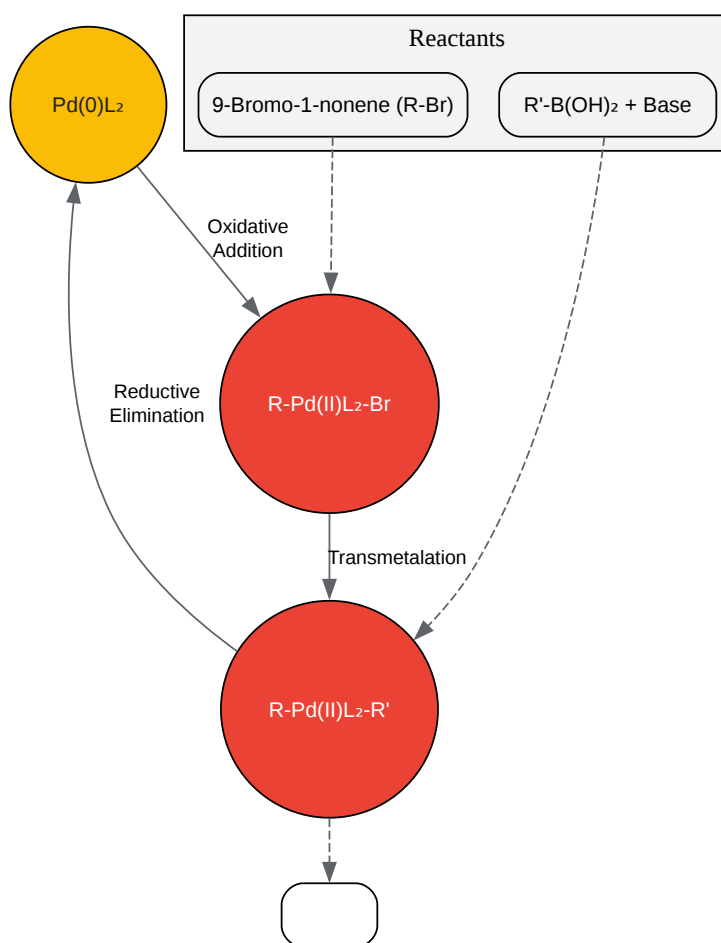 Reactants
Pd(0)L₂
9-Bromo-1-nonene (R-Br)
R'-B(OH)₂ + Base
Oxidative
Addition
Reductive
Elimination
R-Pd(II)L₂-Br
Transmetalation
R-Pd(II)L₂-R'